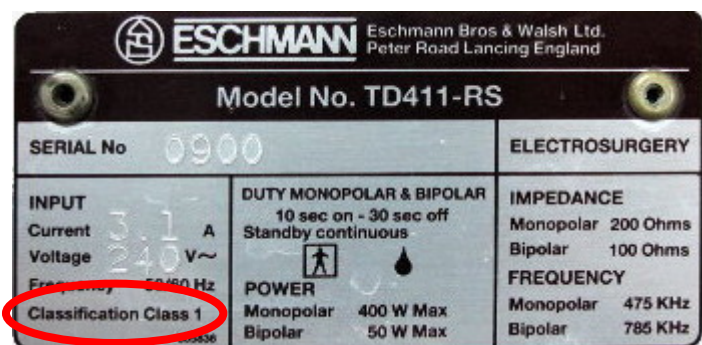 ESCHMANN
Eschmann Bros & Walsh Ltd.
Peter Road Lancing England
Model No. TD411-RS
SERIAL No 0900
ELECTROSURGERY
INPUT
Current 3.1 A
Voltage 240 V~
Frequency 50/60 Hz
Classification Class 1
DUTY MONOPOLAR & BIPOLAR
10 sec on - 30 sec off
Standby continuous
POWER
Monopolar 400 W Max
Bipolar 50 W Max
IMPEDANCE
Monopolar 200 Ohms
Bipolar 100 Ohms
FREQUENCY
Monopolar 475 KHz
Bipolar 785 KHz